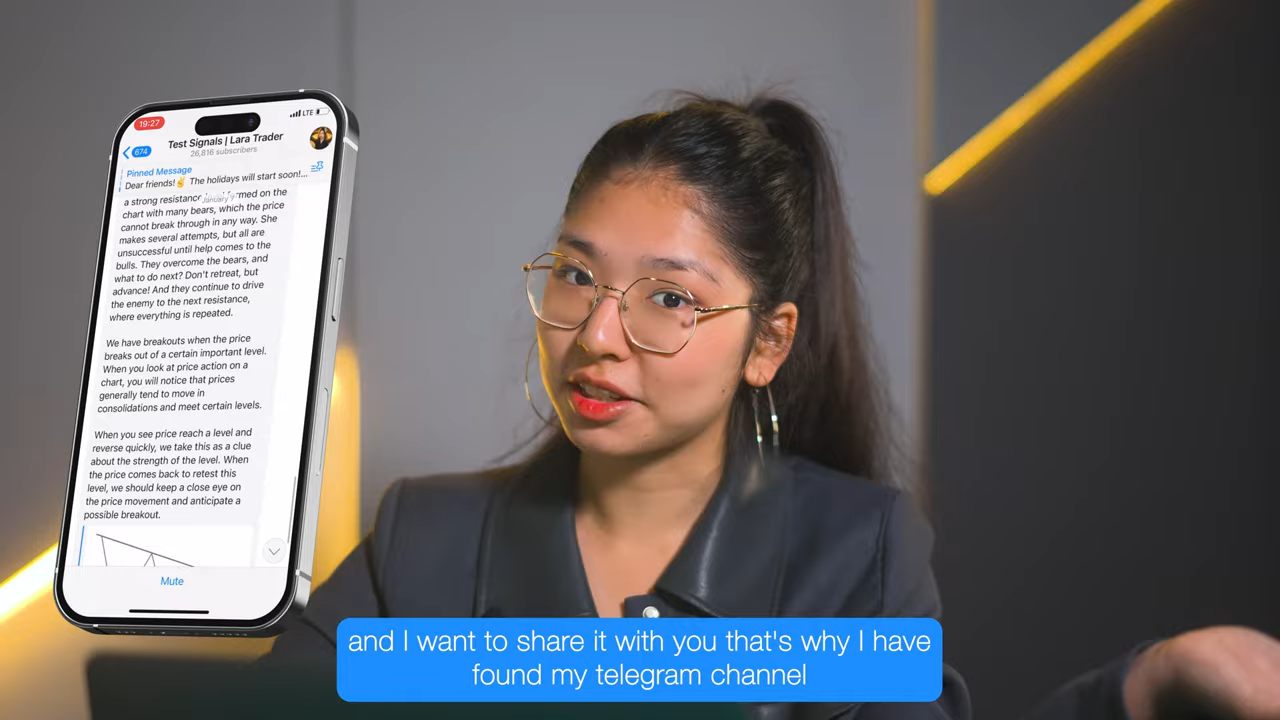 19:27
LTE
674
Test Signals | Lara Trader
26,816 subscribers
Pinned Message
Dear friends!✌ The holidays will start soon!...
January 7
a strong resistance formed on the
chart with many bears, which the price
cannot break through in any way. She
makes several attempts, but all are
unsuccessful until help comes to the
bulls. They overcome the bears, and
what to do next? Don't retreat, but
advance! And they continue to drive
the enemy to the next resistance,
where everything is repeated.
We have breakouts when the price
breaks out of a certain important level.
When you look at price action on a
chart, you will notice that prices
generally tend to move in
consolidations and meet certain levels.
When you see price reach a level and
reverse quickly, we take this as a clue
about the strength of the level. When
the price comes back to retest this
level, we should keep a close eye on
the price movement and anticipate a
possible breakout.
Mute
and I want to share it with you that's why I have
found my telegram channel